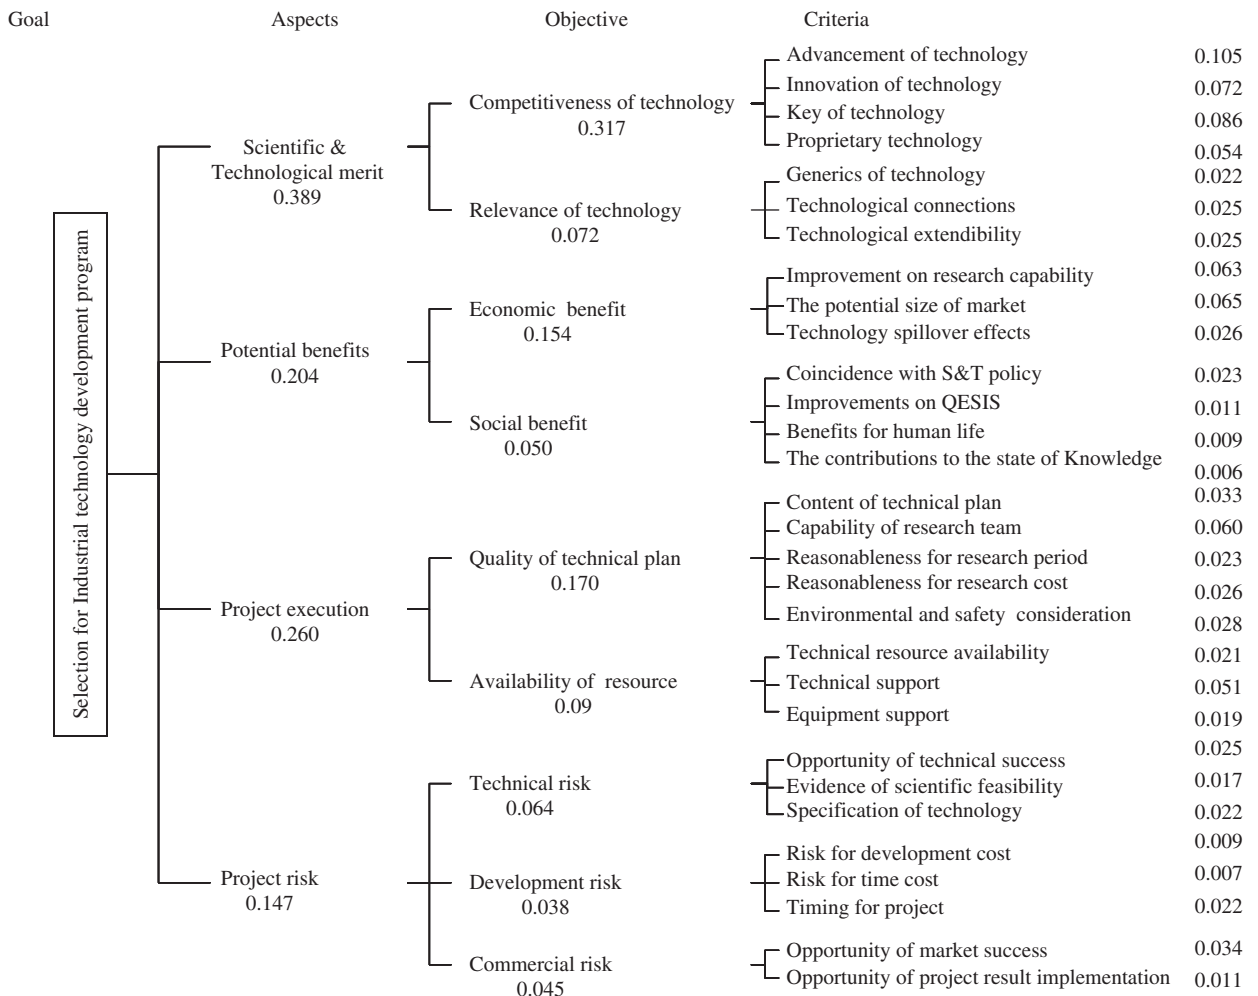 Goal Aspects Objective Criteria
Selection for Industrial technology development program
Scientific &
Technological merit
0.389
Competitiveness of technology
0.317
Advancement of technology 0.105
Innovation of technology 0.072
Key of technology 0.086
Proprietary technology 0.054
Relevance of technology
0.072
Generics of technology 0.022
Technological connections 0.025
Technological extendibility 0.025
Potential benefits
0.204
Economic benefit
0.154
Improvement on research capability 0.063
The potential size of market 0.065
Technology spillover effects 0.026
Social benefit
0.050
Coincidence with S&T policy 0.023
Improvements on QESIS 0.011
Benefits for human life 0.009
The contributions to the state of Knowledge 0.006
Project execution
0.260
Quality of technical plan
0.170
Content of technical plan 0.033
Capability of research team 0.060
Reasonableness for research period 0.023
Reasonableness for research cost 0.026
Environmental and safety consideration 0.028
Availability of resource
0.09
Technical resource availability 0.021
Technical support 0.051
Equipment support 0.019
Project risk
0.147
Technical risk
0.064
Opportunity of technical success 0.025
Evidence of scientific feasibility 0.017
Specification of technology 0.022
Development risk
0.038
Risk for development cost 0.009
Risk for time cost 0.007
Timing for project 0.022
Commercial risk
0.045
Opportunity of market success 0.034
Opportunity of project result implementation 0.011